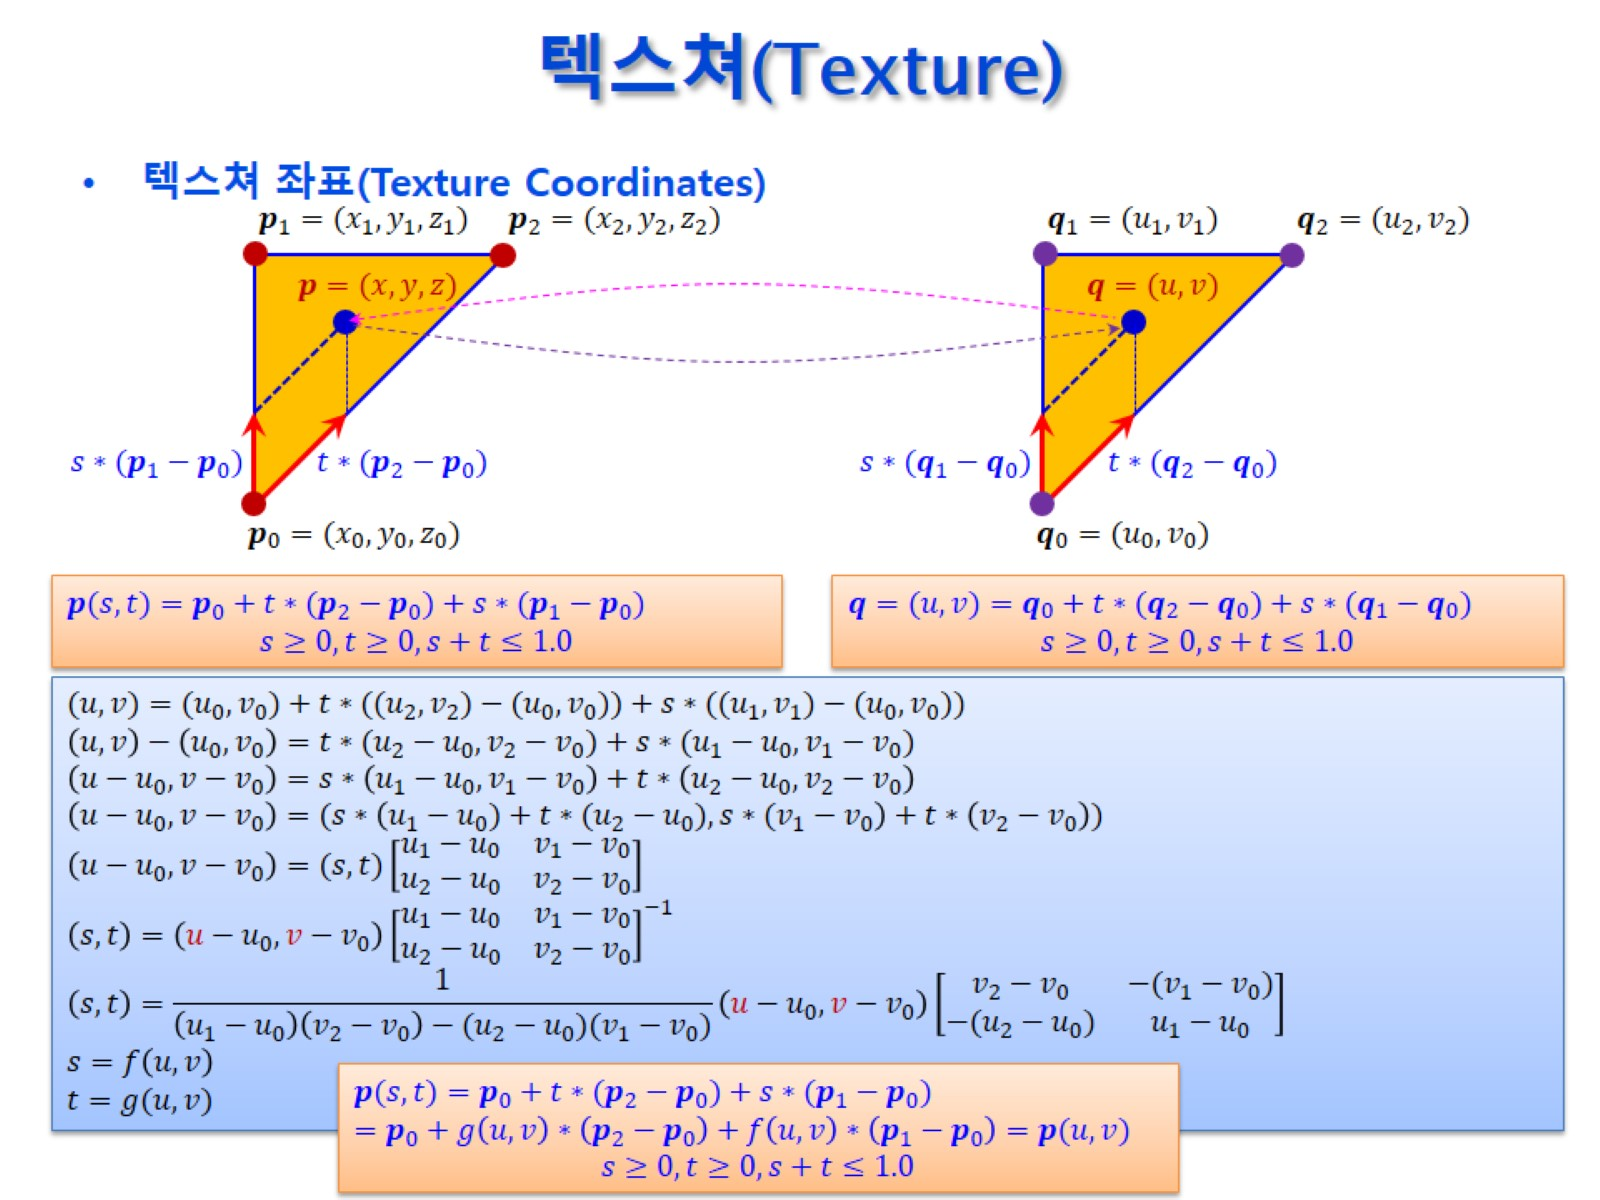 텍스쳐(Texture)
• 텍스쳐 좌표(Texture Coordinates)
p₁ = (x₁, y₁, z₁) p₂ = (x₂, y₂, z₂)
p = (x, y, z)
s ∗ (p₁ − p₀) t ∗ (p₂ − p₀)
p₀ = (x₀, y₀, z₀)
q₁ = (u₁, v₁) q₂ = (u₂, v₂)
q = (u, v)
s ∗ (q₁ − q₀) t ∗ (q₂ − q₀)
q₀ = (u₀, v₀)
p(s, t) = p₀ + t ∗ (p₂ − p₀) + s ∗ (p₁ − p₀)
s ≥ 0, t ≥ 0, s + t ≤ 1.0
q = (u, v) = q₀ + t ∗ (q₂ − q₀) + s ∗ (q₁ − q₀)
s ≥ 0, t ≥ 0, s + t ≤ 1.0
(u, v) = (u₀, v₀) + t ∗ ((u₂, v₂) − (u₀, v₀)) + s ∗ ((u₁, v₁) − (u₀, v₀))
(u, v) − (u₀, v₀) = t ∗ (u₂ − u₀, v₂ − v₀) + s ∗ (u₁ − u₀, v₁ − v₀)
(u − u₀, v − v₀) = s ∗ (u₁ − u₀, v₁ − v₀) + t ∗ (u₂ − u₀, v₂ − v₀)
(u − u₀, v − v₀) = (s ∗ (u₁ − u₀) + t ∗ (u₂ − u₀), s ∗ (v₁ − v₀) + t ∗ (v₂ − v₀))
(u − u₀, v − v₀) = (s, t) [u₁ − u₀ v₁ − v₀
u₂ − u₀ v₂ − v₀]
(s, t) = (u − u₀, v − v₀) [u₁ − u₀ v₁ − v₀
u₂ − u₀ v₂ − v₀]⁻¹
(s, t) = 1 / ((u₁ − u₀)(v₂ − v₀) − (u₂ − u₀)(v₁ − v₀)) (u − u₀, v − v₀) [v₂ − v₀ −(v₁ − v₀)
−(u₂ − u₀) u₁ − u₀]
s = f(u, v)
t = g(u, v)
p(s, t) = p₀ + t ∗ (p₂ − p₀) + s ∗ (p₁ − p₀)
= p₀ + g(u, v) ∗ (p₂ − p₀) + f(u, v) ∗ (p₁ − p₀) = p(u, v)
s ≥ 0, t ≥ 0, s + t ≤ 1.0